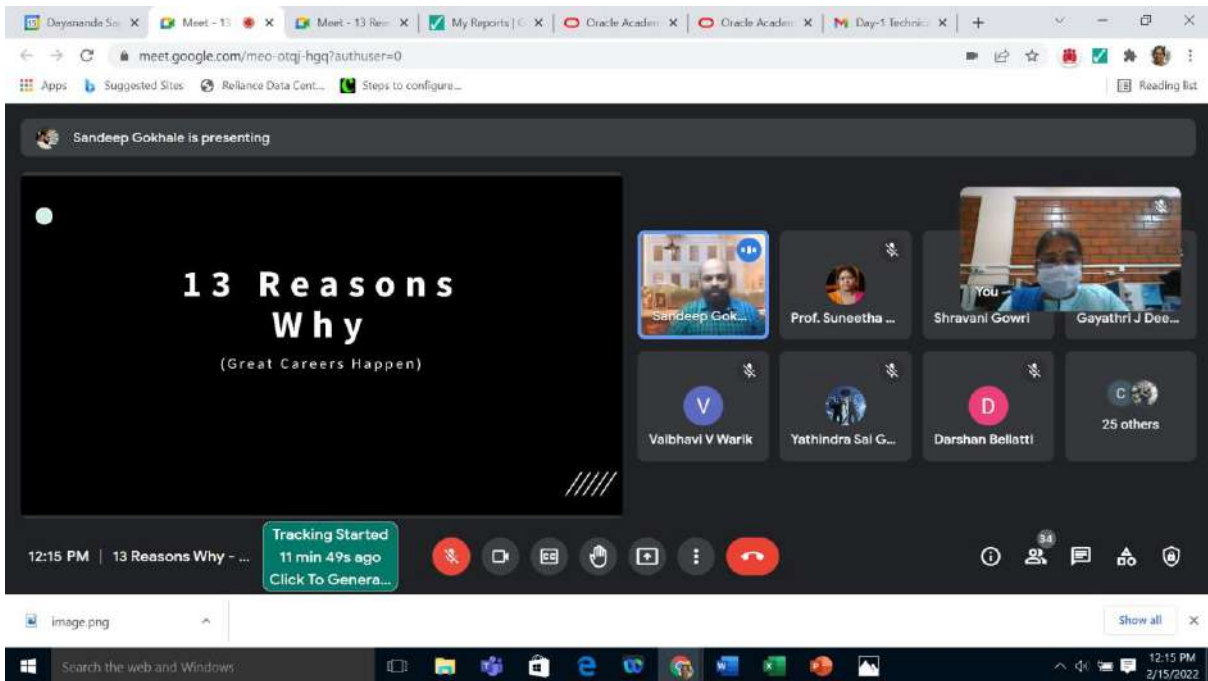 Dayananda Sa
Meet - 13
Meet - 13 Rea
My Reports | G
Oracle Academ
Oracle Academ
Day-1 Technic
meet.google.com/meo-otqj-hgq?authuser=0
Apps
Suggested Sites
Reliance Data Cent...
Steps to configure...
Reading list
Sandeep Gokhale is presenting
13 Reasons
Why
(Great Careers Happen)
Sandeep Gok...
Prof. Suneetha ...
You
Shravani Gowri
Gayathri J Dee...
V
Vaibhavi V Warik
Yathindra Sai G...
D
Darshan Bellatti
C
25 others
12:15 PM | 13 Reasons Why - ...
Tracking Started
11 min 49s ago
Click To Genera...
34
image.png
Show all
Search the web and Windows
12:15 PM
2/15/2022